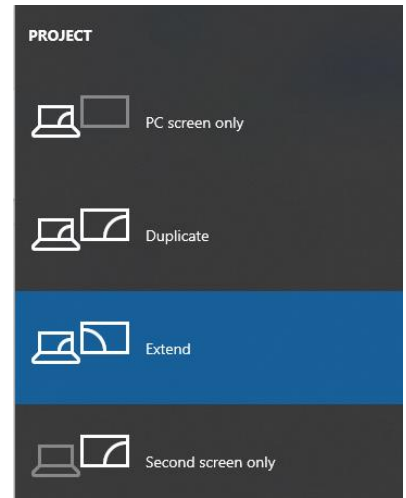 PROJECT
PC screen only
Duplicate
Extend
Second screen only